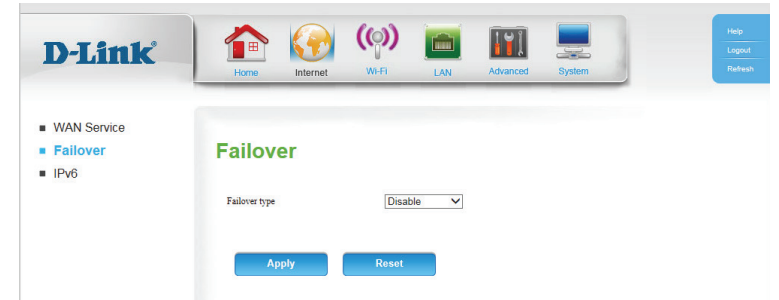 D-Link
Home Internet Wi-Fi LAN Advanced System
Help
Logout
Refresh
WAN Service
Failover
IPv6
Failover
Failover type Disable
Apply Reset